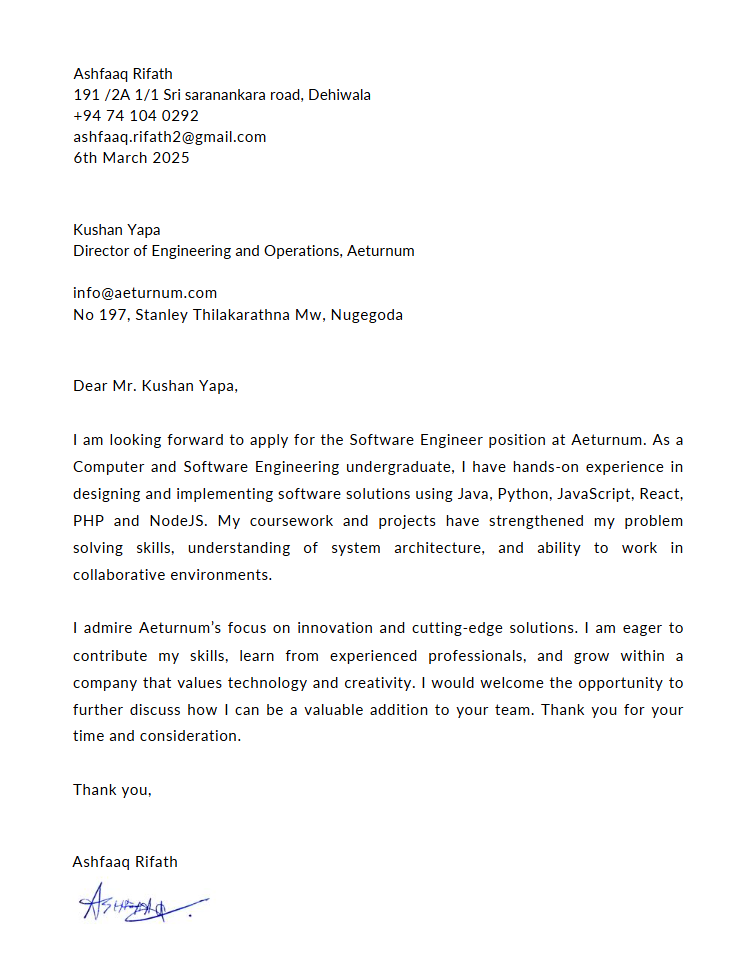 Ashfaaq Rifath
191 /2A 1/1 Sri saranankara road, Dehiwala
+94 74 104 0292
ashfaaq.rifath2@gmail.com
6th March 2025
Kushan Yapa
Director of Engineering and Operations, Aeturnum
info@aeturnum.com
No 197, Stanley Thilakarathna Mw, Nugegoda
Dear Mr. Kushan Yapa,
I am looking forward to apply for the Software Engineer position at Aeturnum. As a
Computer and Software Engineering undergraduate, I have hands-on experience in
designing and implementing software solutions using Java, Python, JavaScript, React,
PHP and NodeJS. My coursework and projects have strengthened my problem
solving skills, understanding of system architecture, and ability to work in
collaborative environments.
I admire Aeturnum’s focus on innovation and cutting-edge solutions. I am eager to
contribute my skills, learn from experienced professionals, and grow within a
company that values technology and creativity. I would welcome the opportunity to
further discuss how I can be a valuable addition to your team. Thank you for your
time and consideration.
Thank you,
Ashfaaq Rifath